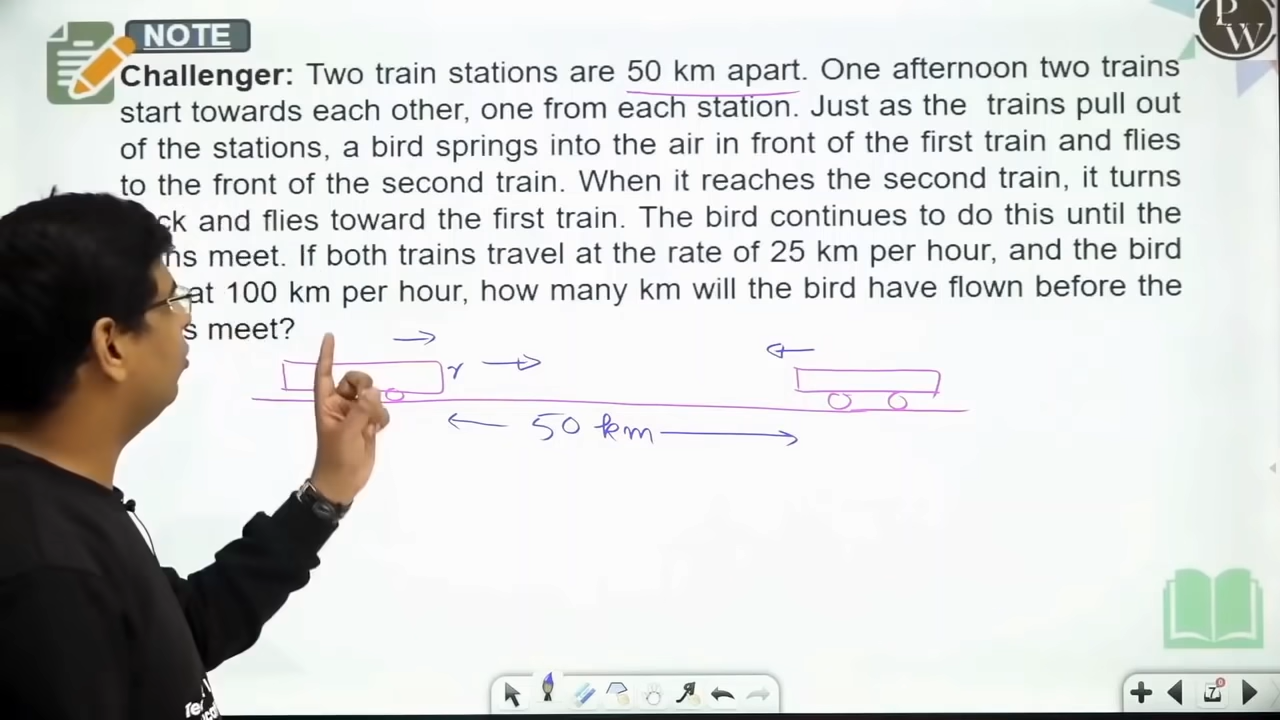 NOTE
PW
Challenger: Two train stations are 50 km apart. One afternoon two trains
start towards each other, one from each station. Just as the trains pull out
of the stations, a bird springs into the air in front of the first train and flies
to the front of the second train. When it reaches the second train, it turns
ck and flies toward the first train. The bird continues to do this until the
ns meet. If both trains travel at the rate of 25 km per hour, and the bird
at 100 km per hour, how many km will the bird have flown before the
s meet?
50 km
7